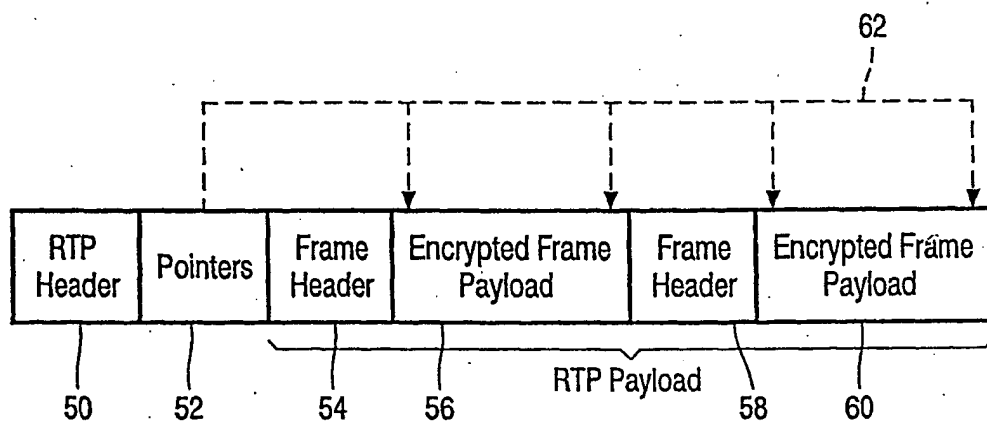 62
RTP Header
Pointers
Frame Header
Encrypted Frame Payload
Frame Header
Encrypted Frame Payload
RTP Payload
50
52
54
56
58
60